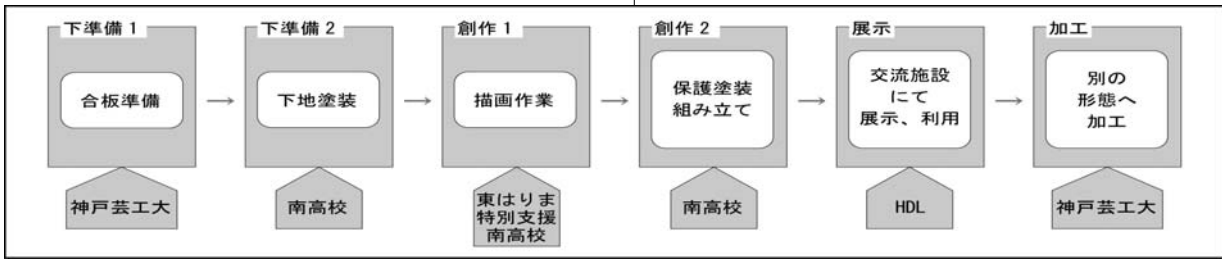 下準備１
合板準備
神戸芸工大
下準備２
下地塗装
南高校
創作１
描画作業
東はりま
特別支援
南高校
創作２
保護塗装
組み立て
南高校
展示
交流施設
にて
展示、利用
HDL
加工
別の
形態へ
加工
神戸芸工大